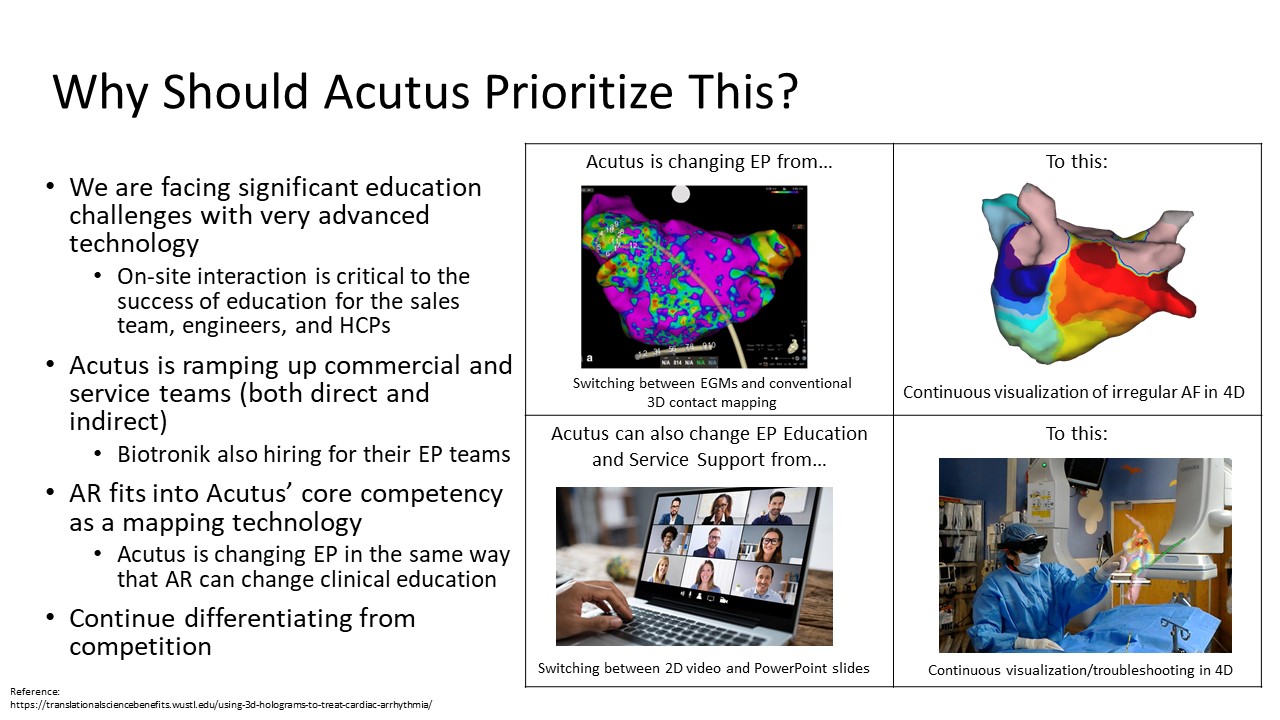 Why Should Acutus Prioritize This?
• We are facing significant education
challenges with very advanced
technology
• On-site interaction is critical to the
success of education for the sales
team, engineers, and HCPs
• Acutus is ramping up commercial and
service teams (both direct and
indirect)
• Biotronik also hiring for their EP teams
• AR fits into Acutus’ core competency
as a mapping technology
• Acutus is changing EP in the same way
that AR can change clinical education
• Continue differentiating from
competition
Acutus is changing EP from…
a
Switching between EGMs and conventional
3D contact mapping
To this:
Continuous visualization of irregular AF in 4D
Acutus can also change EP Education
and Service Support from…
Switching between 2D video and PowerPoint slides
To this:
Continuous visualization/troubleshooting in 4D
Reference:
https://translationalsciencebenefits.wustl.edu/using-3d-holograms-to-treat-cardiac-arrhythmia/